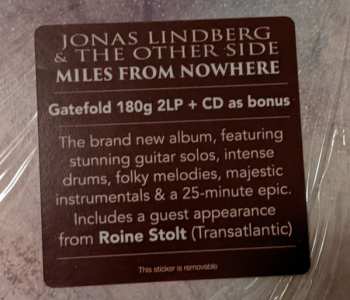 JONAS LINDBERG
& THE OTHER SIDE
MILES FROM NOWHERE
Gatefold 180g 2LP + CD as bonus
The brand new album, featuring
stunning guitar solos, intense
drums, folky melodies, majestic
instrumentals & a 25-minute epic.
Includes a guest appearance
from Roine Stolt (Transatlantic)
This sticker is removable